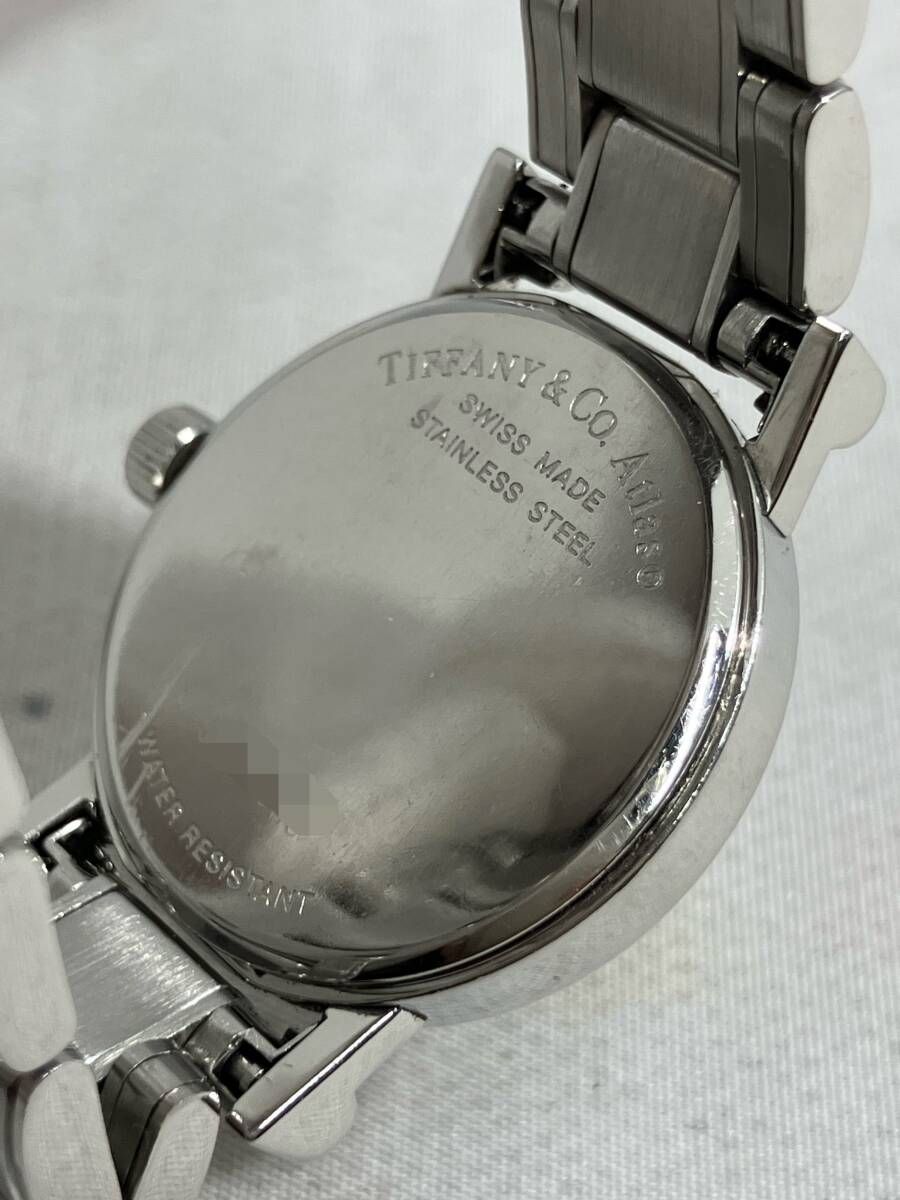 TIFFANY & CO. Atlas®
SWISS MADE
STAINLESS STEEL
WATER RESISTANT